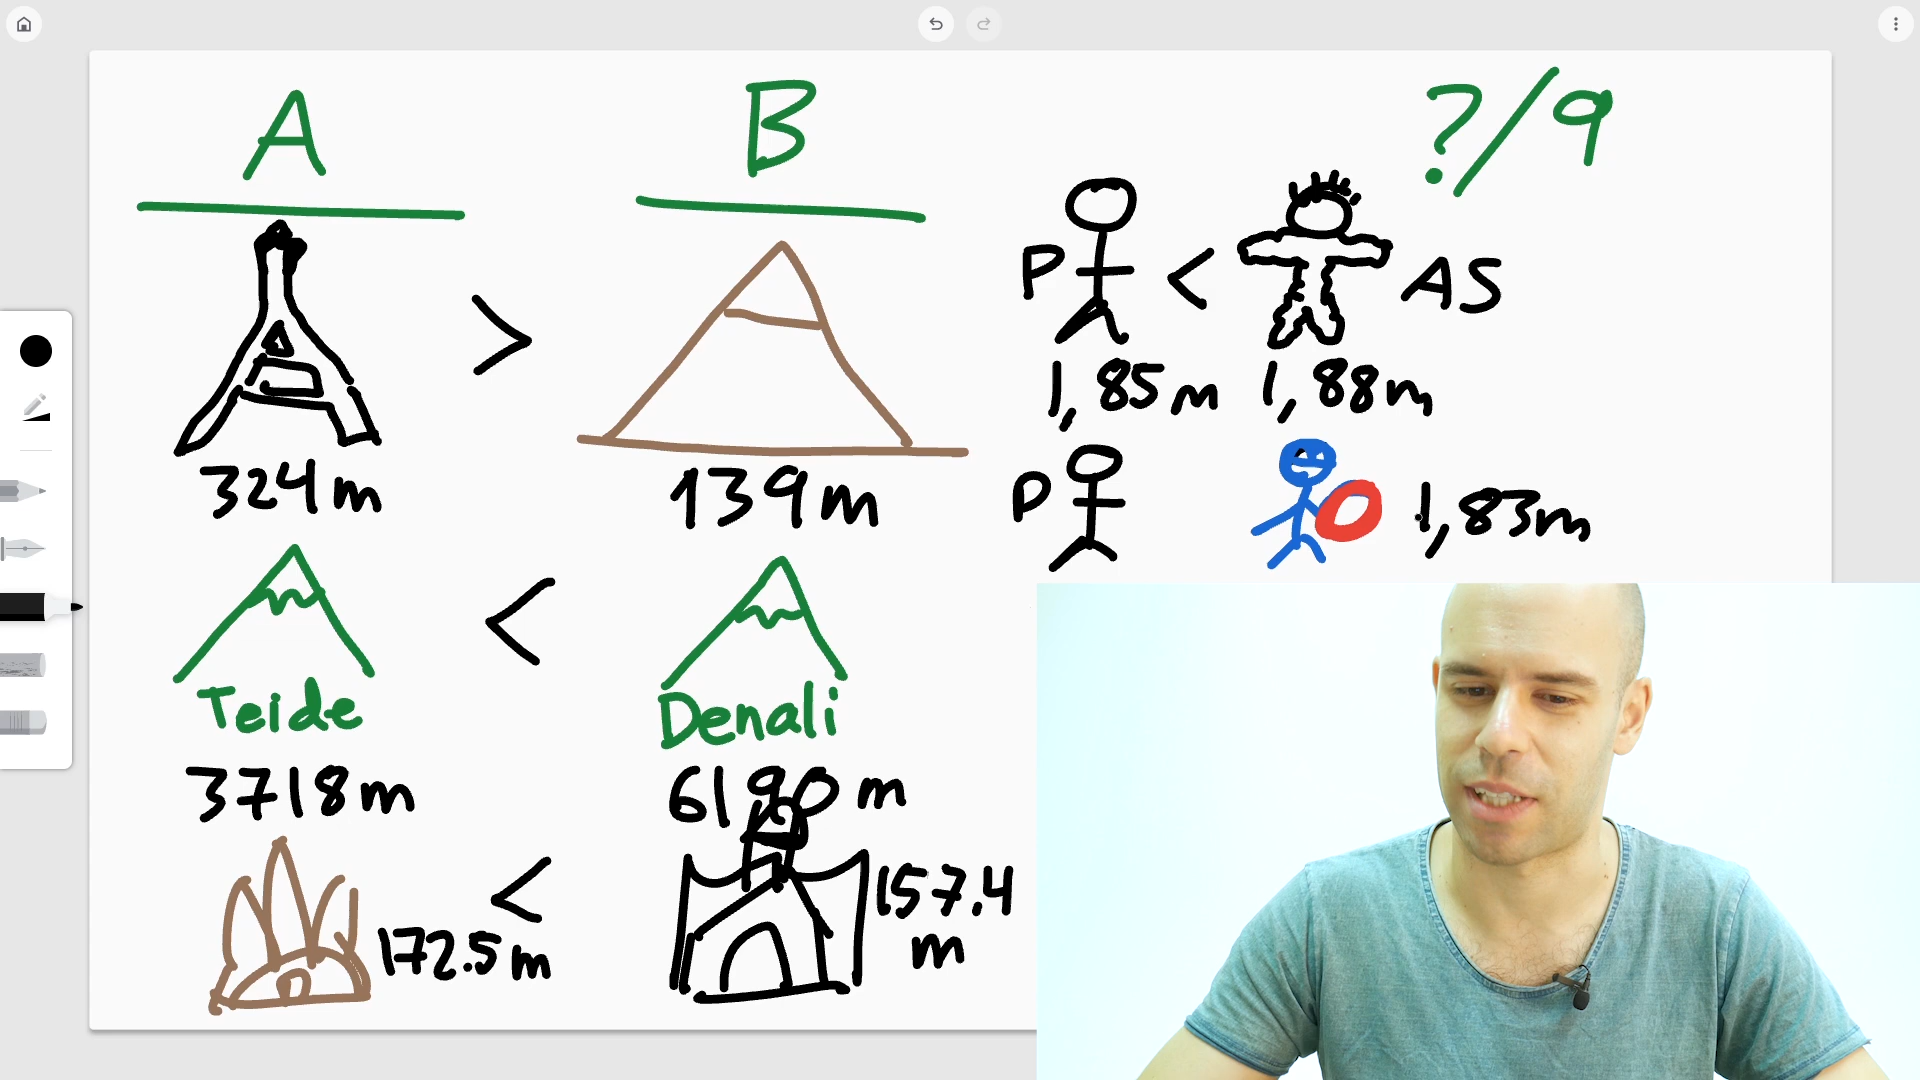 A
B
?/9
>
P < AS
1,85m 1,88m
324m
139m
P 1,83m
<
Teide
Denali
3718m
6190m
<
172.5m
157.4
m